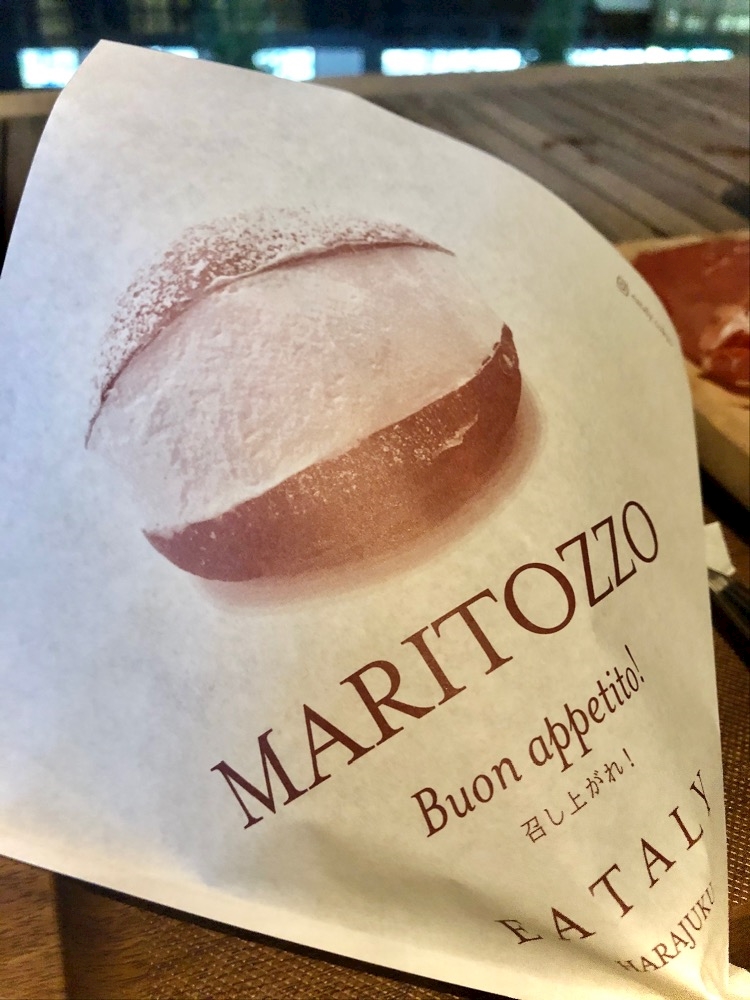 MARITOZZO
Buon appetito!
召し上がれ!
EATALY
HARAJUKU